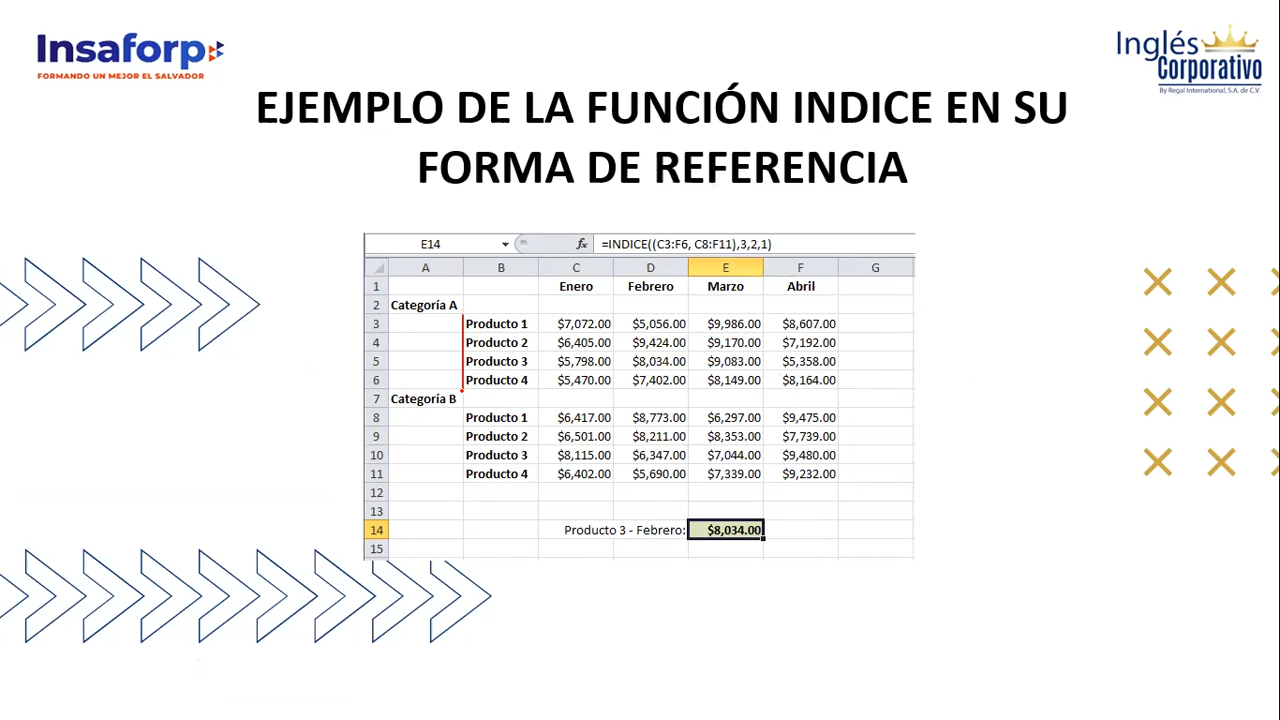 Insaforp
FORMANDO UN MEJOR EL SALVADOR
Inglés
Corporativo
By Regal International, S.A. de C.V.
EJEMPLO DE LA FUNCIÓN INDICE EN SU
FORMA DE REFERENCIA
E14 fx =INDICE((C3:F6, C8:F11),3,2,1)
A B C D E F G
1 Enero Febrero Marzo Abril
2 Categoría A
3 Producto 1 $7,072.00 $5,056.00 $9,986.00 $8,607.00
4 Producto 2 $6,405.00 $9,424.00 $9,170.00 $7,192.00
5 Producto 3 $5,798.00 $8,034.00 $9,083.00 $5,358.00
6 Producto 4 $5,470.00 $7,402.00 $8,149.00 $8,164.00
7 Categoría B
8 Producto 1 $6,417.00 $8,773.00 $6,297.00 $9,475.00
9 Producto 2 $6,501.00 $8,211.00 $8,353.00 $7,739.00
10 Producto 3 $8,115.00 $6,347.00 $7,044.00 $9,480.00
11 Producto 4 $6,402.00 $5,690.00 $7,339.00 $9,232.00
12
13
14 Producto 3 - Febrero: $8,034.00
15